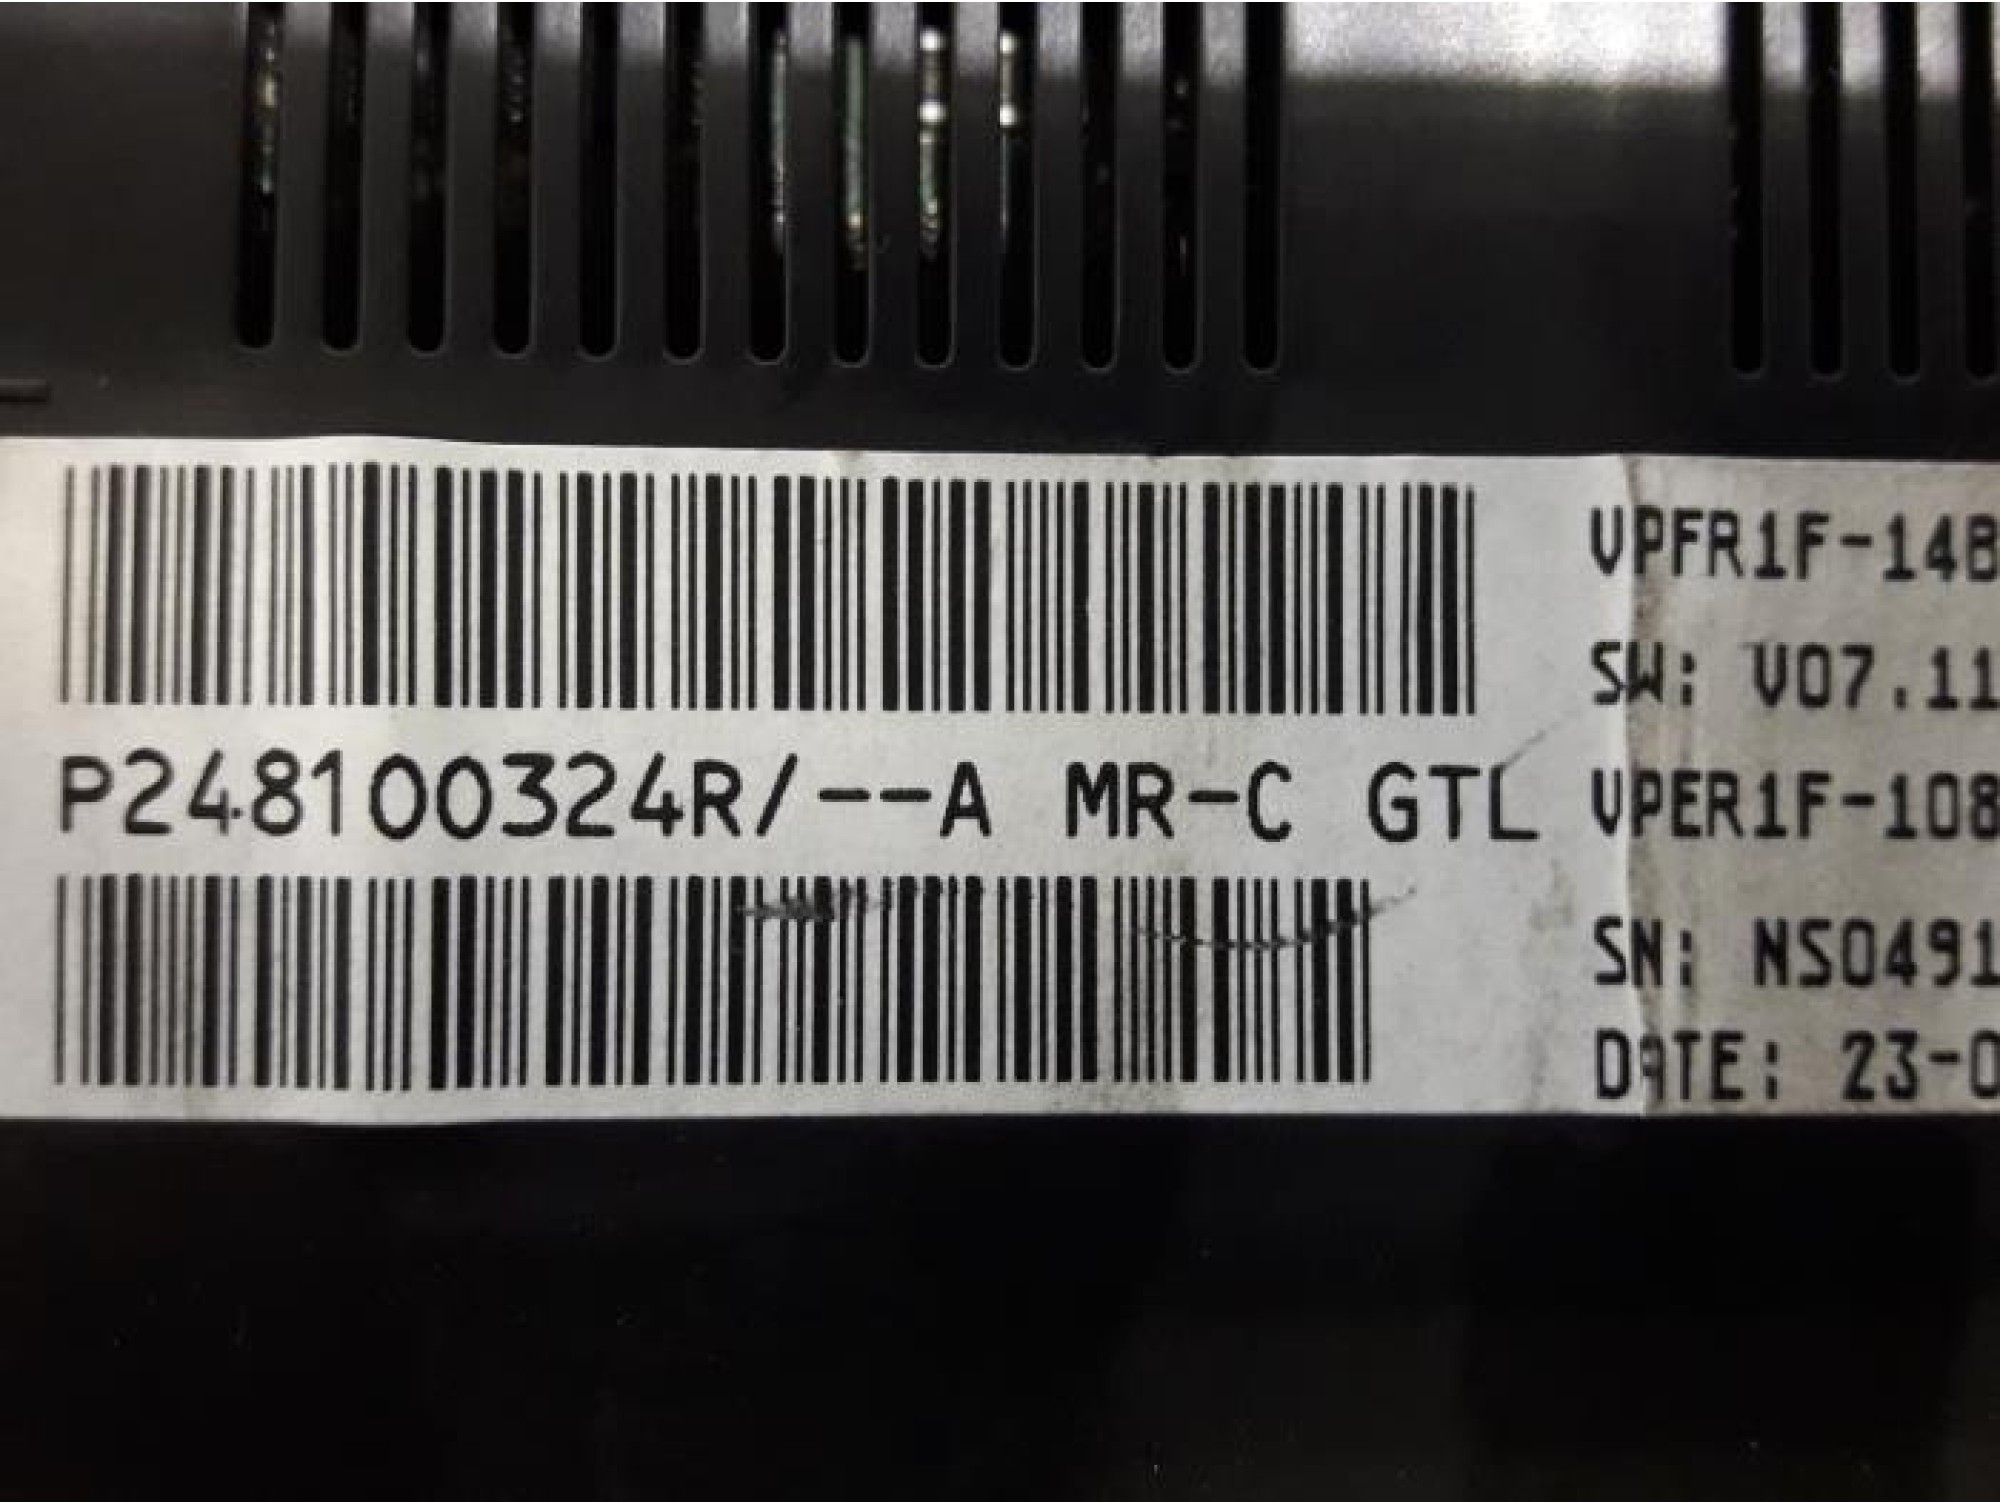 P248100324R/--A MR-C GTL
VPFR1F-14B
SW: V07.11
VPER1F-108
SN: NS0491
DATE: 23-0